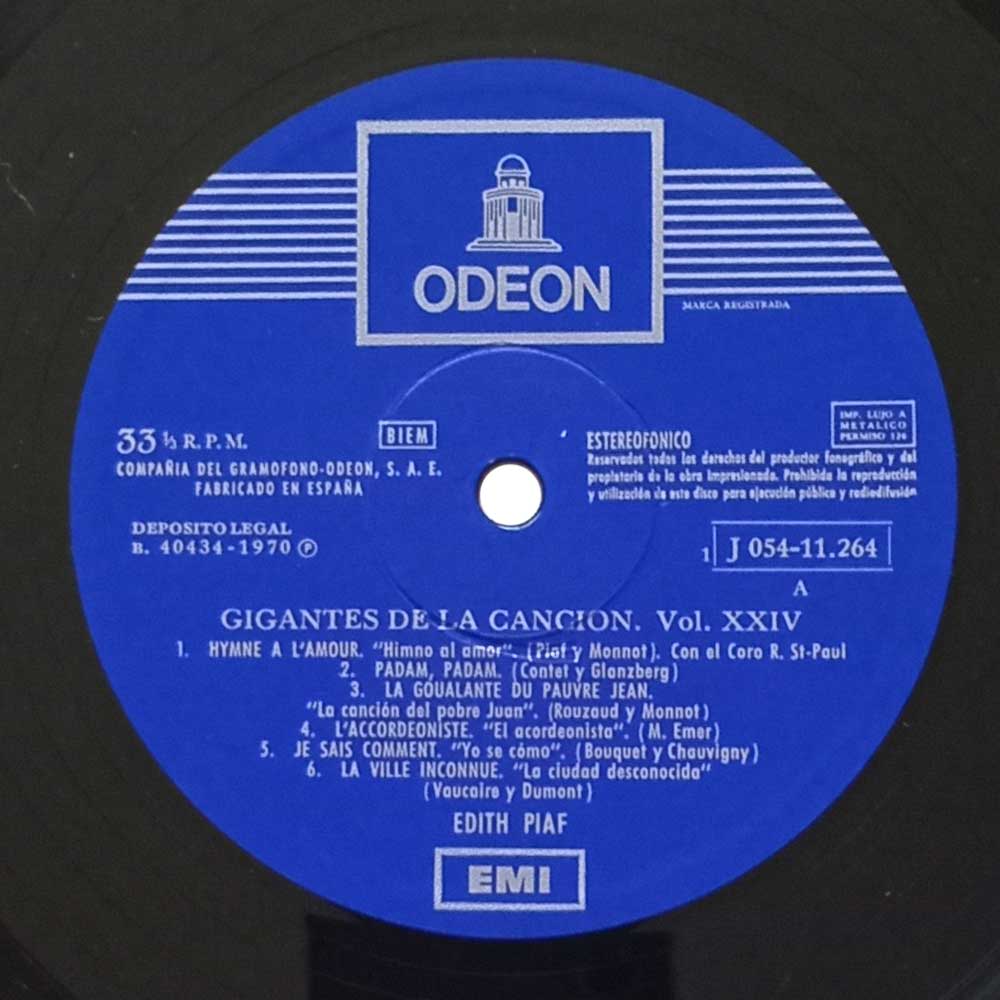 ODEON
MARCA REGISTRADA
33 ⅓ R. P. M.
BIEM
COMPAÑIA DEL GRAMOFONO-ODEON, S. A. E.
FABRICADO EN ESPAÑA
DEPOSITO LEGAL
B. 40434-1970 Ⓟ
IMP. LUJO A
METALICO
PERMISO 126
ESTEREOFONICO
Reservados todos los derechos del productor fonográfico y del
propietario de la obra impresionada. Prohibida la reproducción
y utilización de este disco para ejecución pública y radiodifusión
1 J 054-11.264
A
GIGANTES DE LA CANCION. Vol. XXIV
1. HYMNE A L'AMOUR. "Himno al amor". (Piaf y Monnot). Con el Coro R. St-Paul
2. PADAM, PADAM. (Contet y Glanzberg)
3. LA GOUALANTE DU PAUVRE JEAN.
"La canción del pobre Juan". (Rouzaud y Monnot)
4. L'ACCORDEONISTE. "El acordeonista". (M. Emer)
5. JE SAIS COMMENT. "Yo se cómo". (Bouquet y Chauvigny)
6. LA VILLE INCONNUE. "La ciudad desconocida"
(Vaucaire y Dumont)
EDITH PIAF
EMI